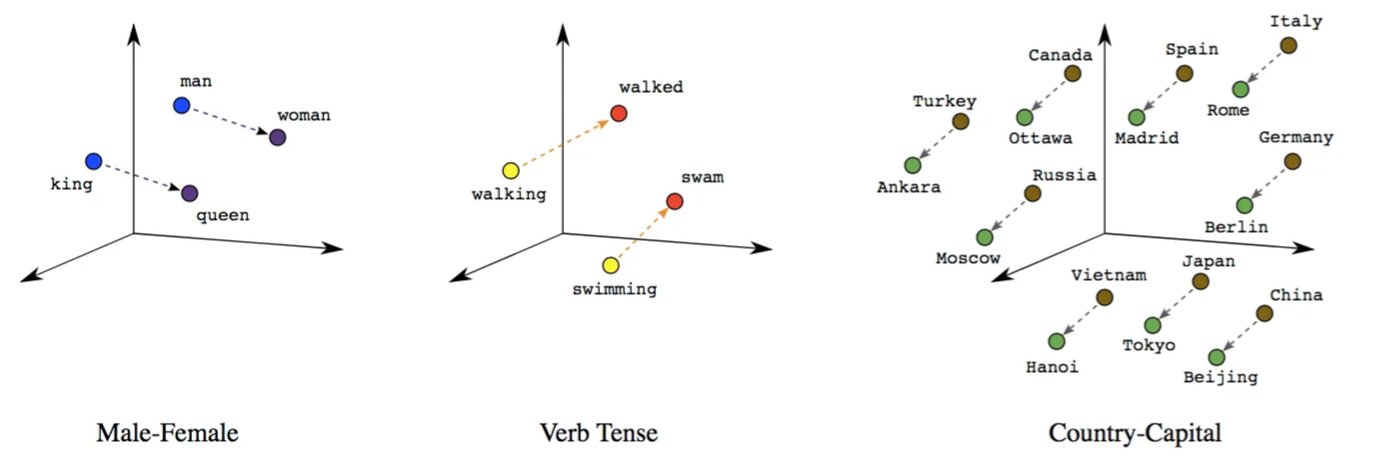 man
woman
king
queen
Male-Female
walked
walking
swam
swimming
Verb Tense
Italy
Spain
Canada
Rome
Turkey
Ottawa
Madrid
Germany
Ankara
Russia
Berlin
Moscow
Japan
Vietnam
China
Tokyo
Hanoi
Beijing
Country-Capital